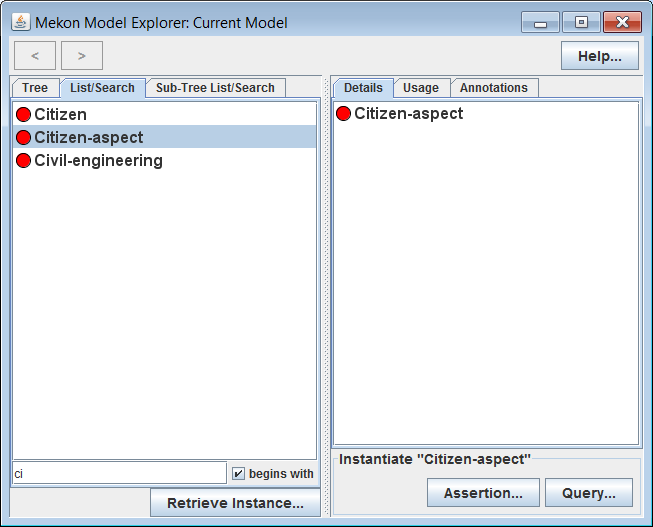 Mekon Model Explorer: Current Model
< >
Help...
Tree List/Search Sub-Tree List/Search
Details Usage Annotations
Citizen
Citizen-aspect
Civil-engineering
Citizen-aspect
ci
begins with
Retrieve Instance...
Instantiate "Citizen-aspect"
Assertion... Query...